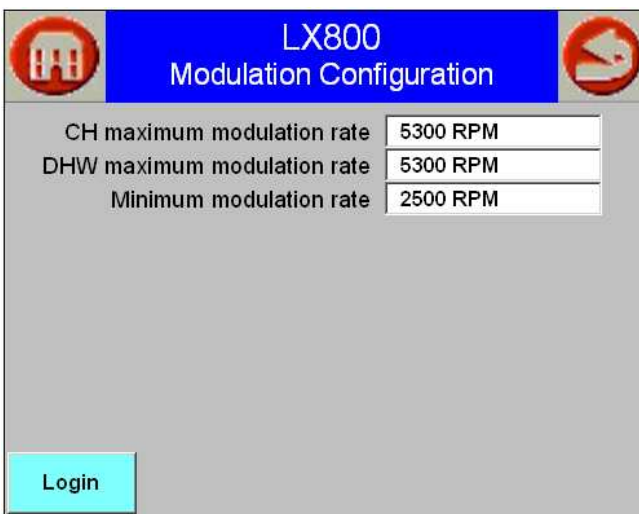 LX800
Modulation Configuration
CH maximum modulation rate 5300 RPM
DHW maximum modulation rate 5300 RPM
Minimum modulation rate 2500 RPM
Login